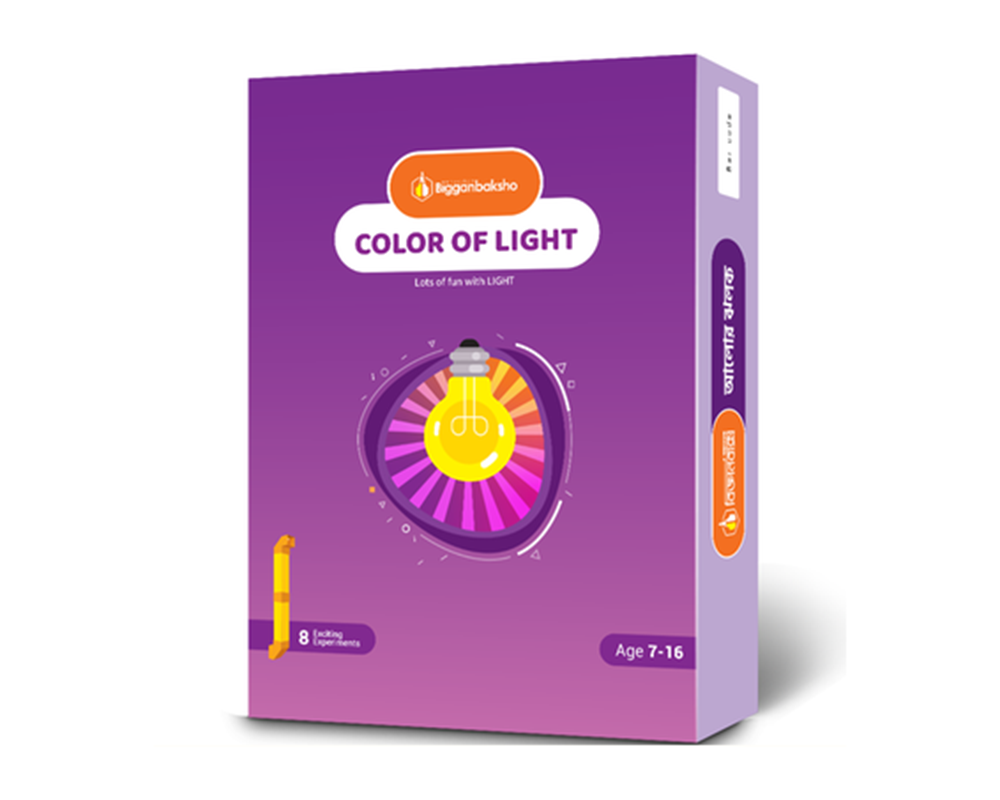 Bigganbaksho
COLOR OF LIGHT
Lots of fun with LIGHT
8 Exciting
Experiments
Age 7-16
Bar code
আলোর ঝলক
বিজ্ঞানবাক্স